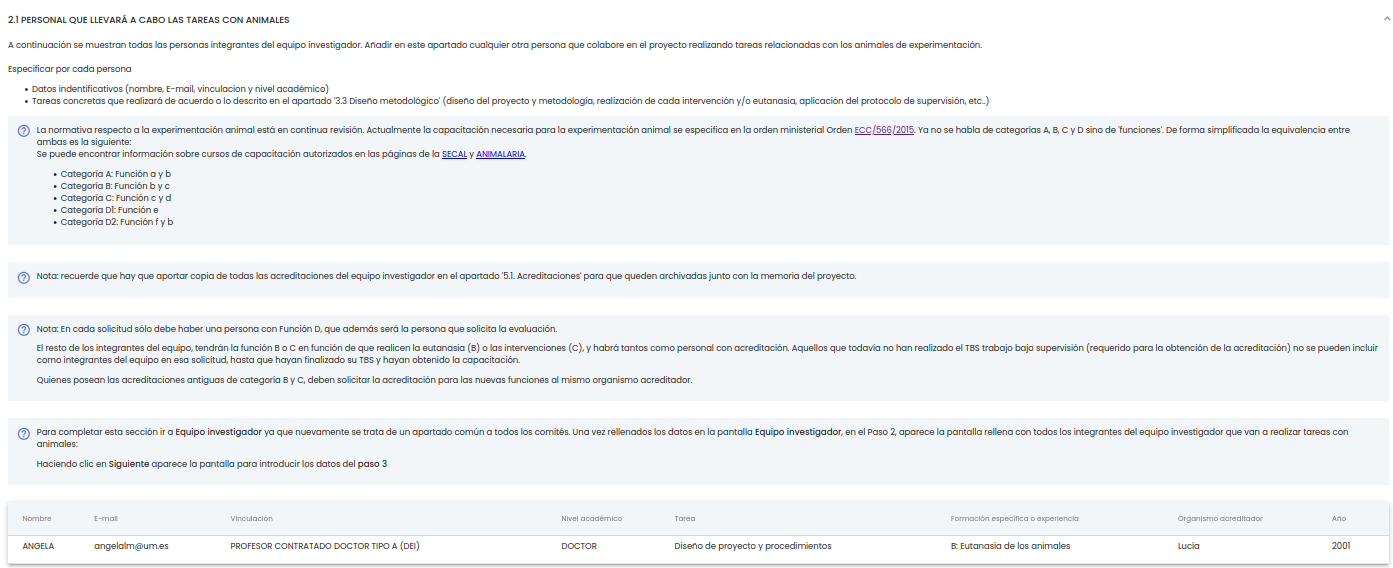 2.1 PERSONAL QUE LLEVARÁ A CABO LAS TAREAS CON ANIMALES
A continuación se muestran todas las personas integrantes del equipo investigador. Añadir en este apartado cualquier otra persona que colabore en el proyecto realizando tareas relacionadas con los animales de experimentación.
Especificar por cada persona
• Datos indentificativos (nombre, E-mail, vinculacion y nivel académico)
• Tareas concretas que realizará de acuerdo a lo descrito en el apartado '3.3 Diseño metodológico' (diseño del proyecto y metodología, realización de cada intervención y/o eutanasia, aplicación del protocolo de supervisión, etc..)
La normativa respecto a la experimentación animal está en continua revisión. Actualmente la capacitación necesaria para la experimentación animal se especifica en la orden ministerial Orden ECC/566/2015. Ya no se habla de categorías A, B, C y D sino de 'funciones'. De forma simplificada la equivalencia entre
ambas es la siguiente:
Se puede encontrar información sobre cursos de capacitación autorizados en las páginas de la SECAL y ANIMALARIA.
• Categoría A: Función a y b
• Categoría B: Función b y c
• Categoría C: Función c y d
• Categoría D1: Función e
• Categoría D2: Función f y b
Nota: recuerde que hay que aportar copia de todas las acreditaciones del equipo investigador en el apartado '5.1. Acreditaciones' para que queden archivadas junto con la memoria del proyecto.
Nota: En cada solicitud sólo debe haber una persona con Función D, que además será la persona que solicita la evaluación.
El resto de los integrantes del equipo, tendrán la función B o C en función de que realicen la eutanasia (B) o las intervenciones (C), y habrá tantos como personal con acreditación. Aquellos que todavía no han realizado el TBS trabajo bajo supervisión (requerido para la obtención de la acreditación) no se pueden incluir
como integrantes del equipo en esa solicitud, hasta que hayan finalizado su TBS y hayan obtenido la capacitación.
Quienes posean las acreditaciones antiguas de categoría B y C, deben solicitar la acreditación para las nuevas funciones al mismo organismo acreditador.
Para completar esta sección ir a Equipo investigador ya que nuevamente se trata de un apartado común a todos los comités. Una vez rellenados los datos en la pantalla Equipo investigador, en el Paso 2, aparece la pantalla rellena con todos los integrantes del equipo investigador que van a realizar tareas con
animales:
Haciendo clic en Siguiente aparece la pantalla para introducir los datos del paso 3
Nombre E-mail Vinculación Nivel académico Tarea Formación específica o experiencia Organismo acreditador Año
ANGELA angelalm@um.es PROFESOR CONTRATADO DOCTOR TIPO A (DEI) DOCTOR Diseño de proyecto y procedimientos B: Eutanasia de los animales Lucía 2001